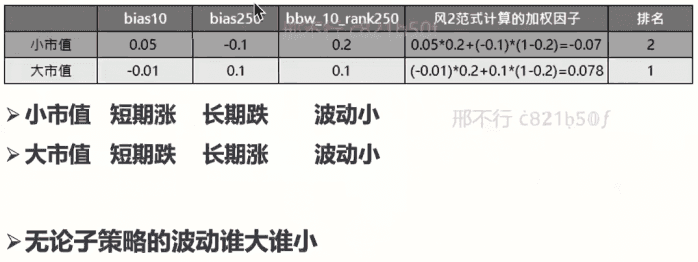 bias10 bias250 bbw_10_rank250 风2范式计算的加权因子 排名
小市值 0.05 -0.1 0.2 0.05*0.2+(-0.1)*(1-0.2)=-0.07 2
大市值 -0.01 0.1 0.1 (-0.01)*0.2+0.1*(1-0.2)=0.078 1
➢小市值 短期涨 长期跌 波动小
➢大市值 短期跌 长期涨 波动小
➢无论子策略的波动谁大谁小
邢不行